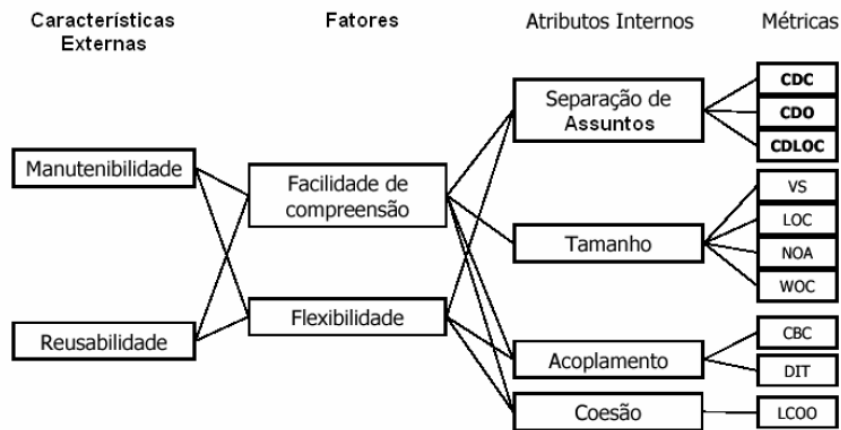 Características
Externas
Fatores
Atributos Internos
Métricas
Manutenibilidade
Reusabilidade
Facilidade de
compreensão
Flexibilidade
Separação de
Assuntos
Tamanho
Acoplamento
Coesão
CDC
CDO
CDLOC
VS
LOC
NOA
WOC
CBC
DIT
LCOO